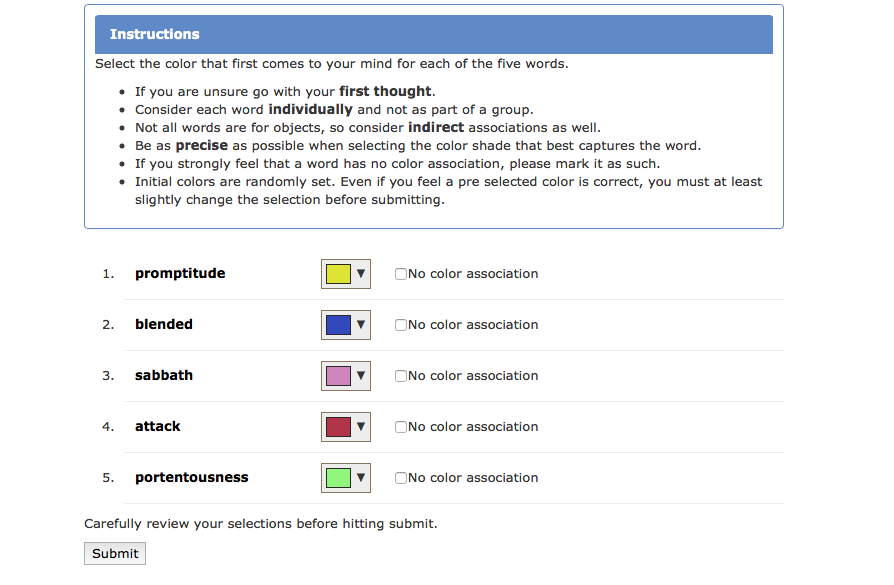 Instructions
Select the color that first comes to your mind for each of the five words.
• If you are unsure go with your first thought.
• Consider each word individually and not as part of a group.
• Not all words are for objects, so consider indirect associations as well.
• Be as precise as possible when selecting the color shade that best captures the word.
• If you strongly feel that a word has no color association, please mark it as such.
• Initial colors are randomly set. Even if you feel a pre selected color is correct, you must at least
slightly change the selection before submitting.
1. promptitude ▼ No color association
2. blended ▼ No color association
3. sabbath ▼ No color association
4. attack ▼ No color association
5. portentousness ▼ No color association
Carefully review your selections before hitting submit.
Submit